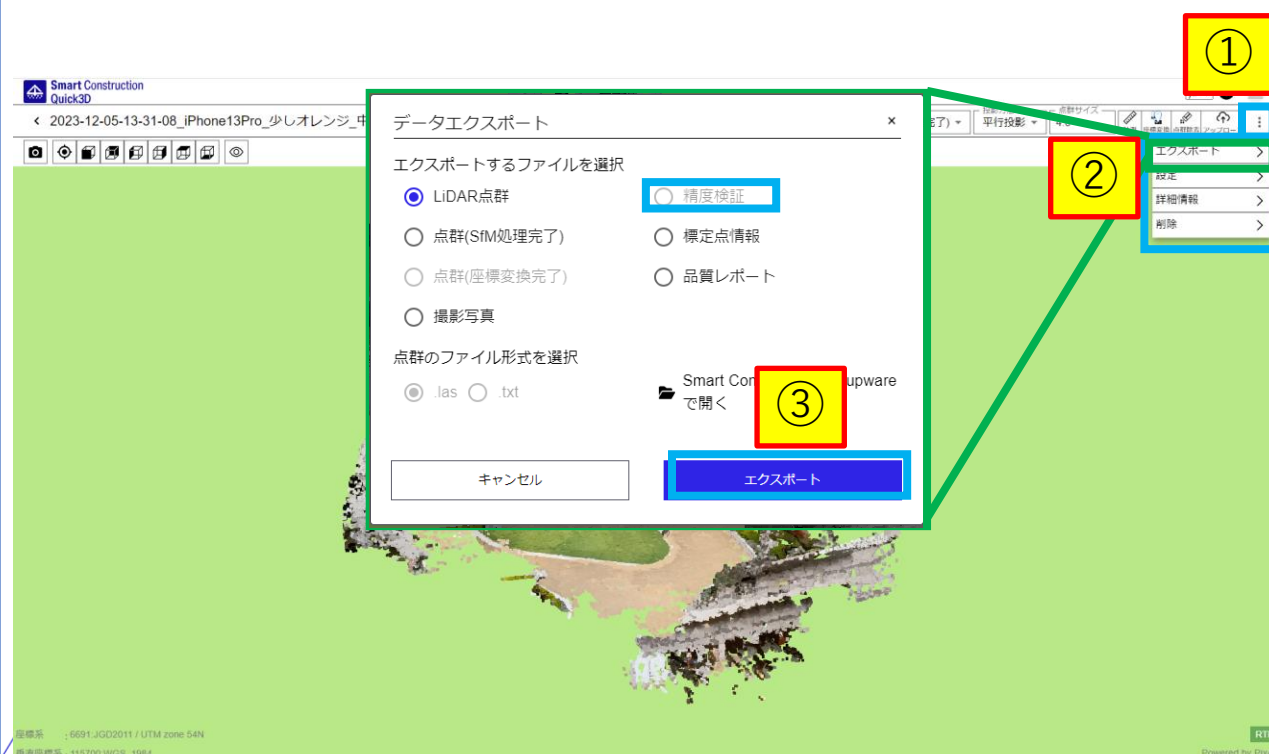 ①
Smart Construction
Quick3D
2023-12-05-13-31-08_iPhone13Pro_少しオレンジ_
平行投影
点群サイズ
②
エクスポート
設定
詳細情報
削除
データエクスポート
×
エクスポートするファイルを選択
LiDAR点群
精度検証
点群(SfM処理完了)
標定点情報
点群(座標変換完了)
品質レポート
撮影写真
点群のファイル形式を選択
.las .txt
Smart Con upware
で開く
③
キャンセル
エクスポート
座標系 : 6691:JGD2011 / UTM zone 54N